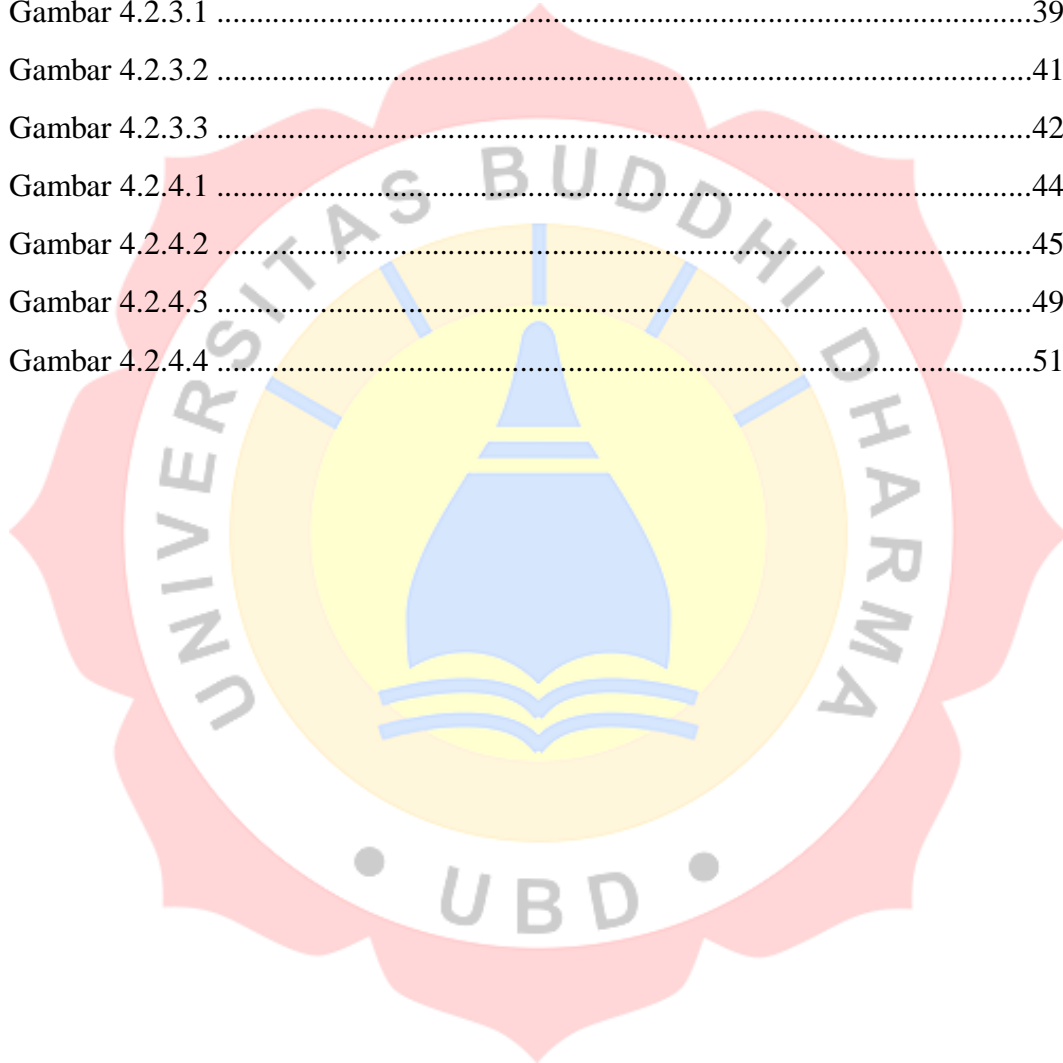 Gambar 4.2.3.1 ........................................................................................................39
Gambar 4.2.3.2 ........................................................................................................41
Gambar 4.2.3.3 ........................................................................................................42
Gambar 4.2.4.1 ........................................................................................................44
Gambar 4.2.4.2 ........................................................................................................45
Gambar 4.2.4.3 ........................................................................................................49
Gambar 4.2.4.4 ........................................................................................................51
UNIVERSITAS BUDDHI DHARMA
• UBD •